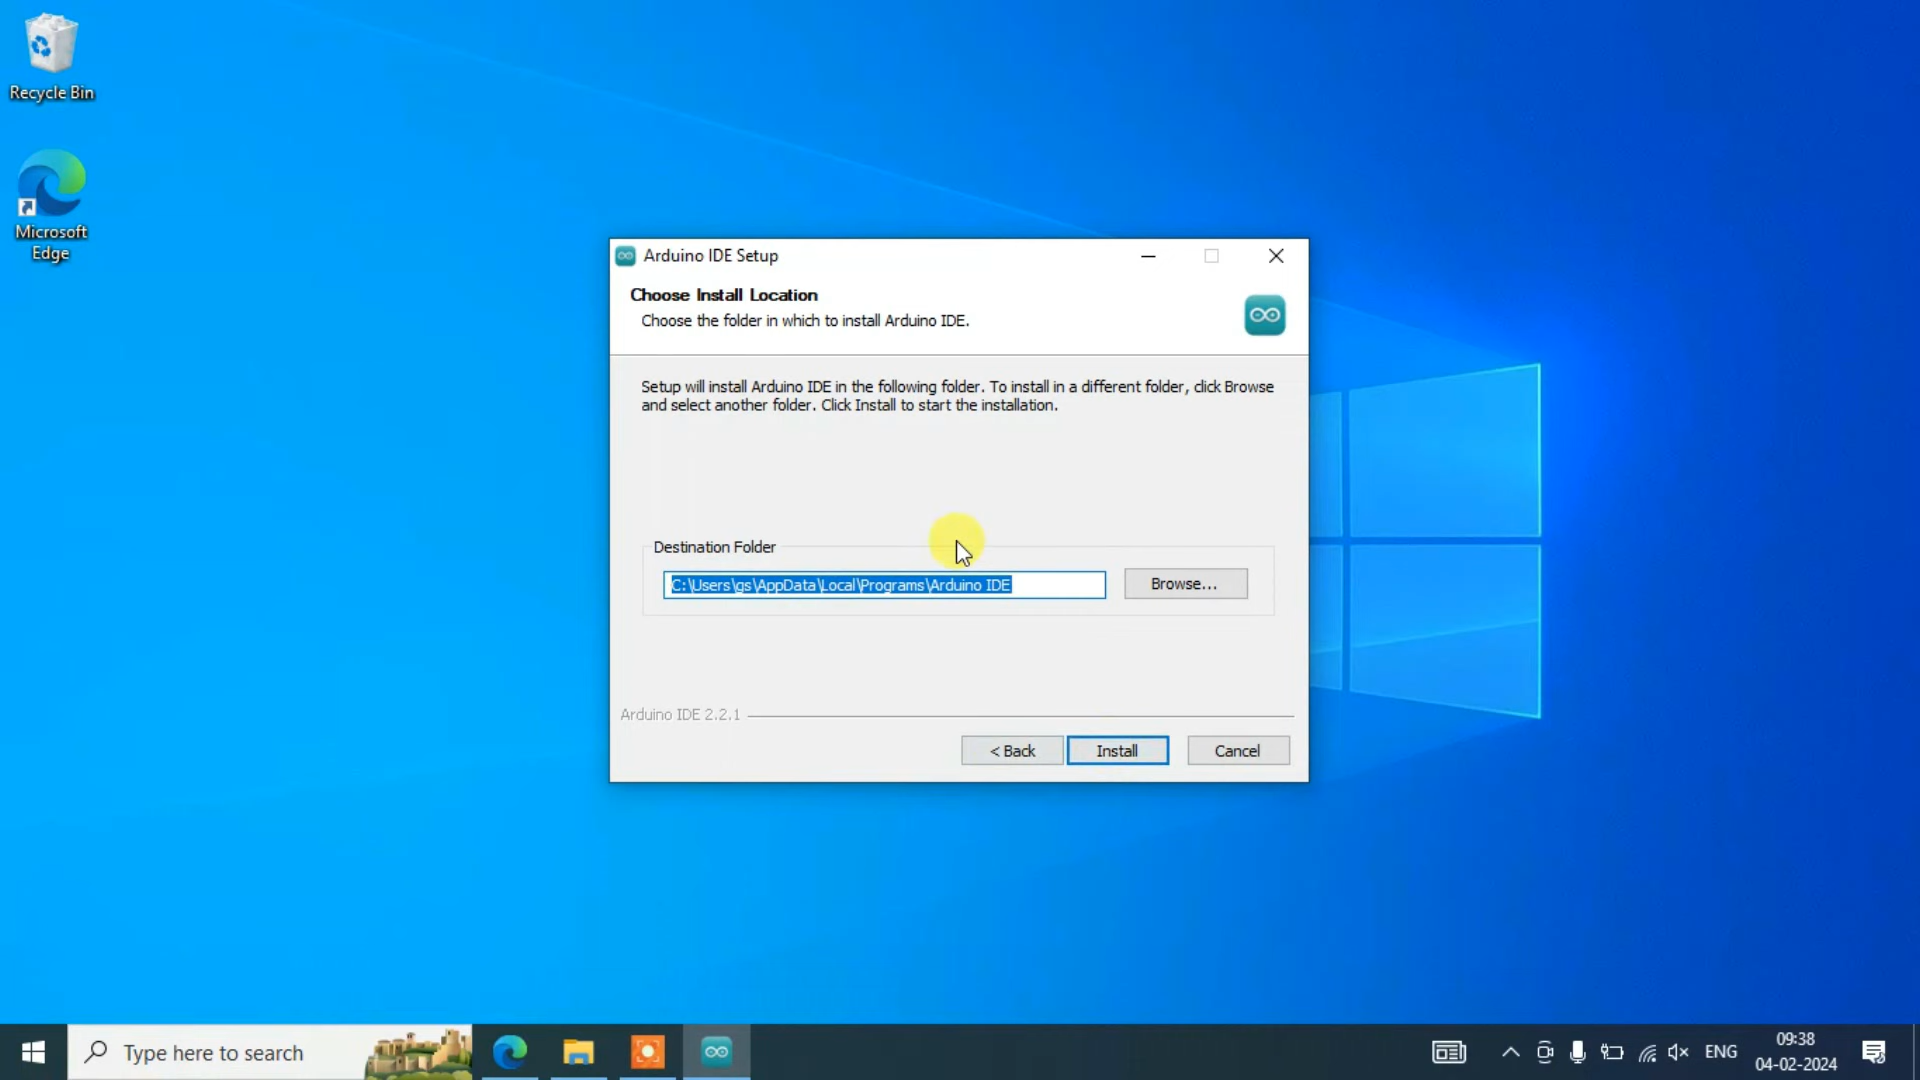 Recycle Bin
Microsoft
Edge
Arduino IDE Setup
Choose Install Location
Choose the folder in which to install Arduino IDE.
Setup will install Arduino IDE in the following folder. To install in a different folder, click Browse
and select another folder. Click Install to start the installation.
Destination Folder
C:\Users\gs\AppData\Local\Programs\Arduino IDE
Browse...
Arduino IDE 2.2.1
< Back
Install
Cancel
Type here to search
ENG
09:38
04-02-2024